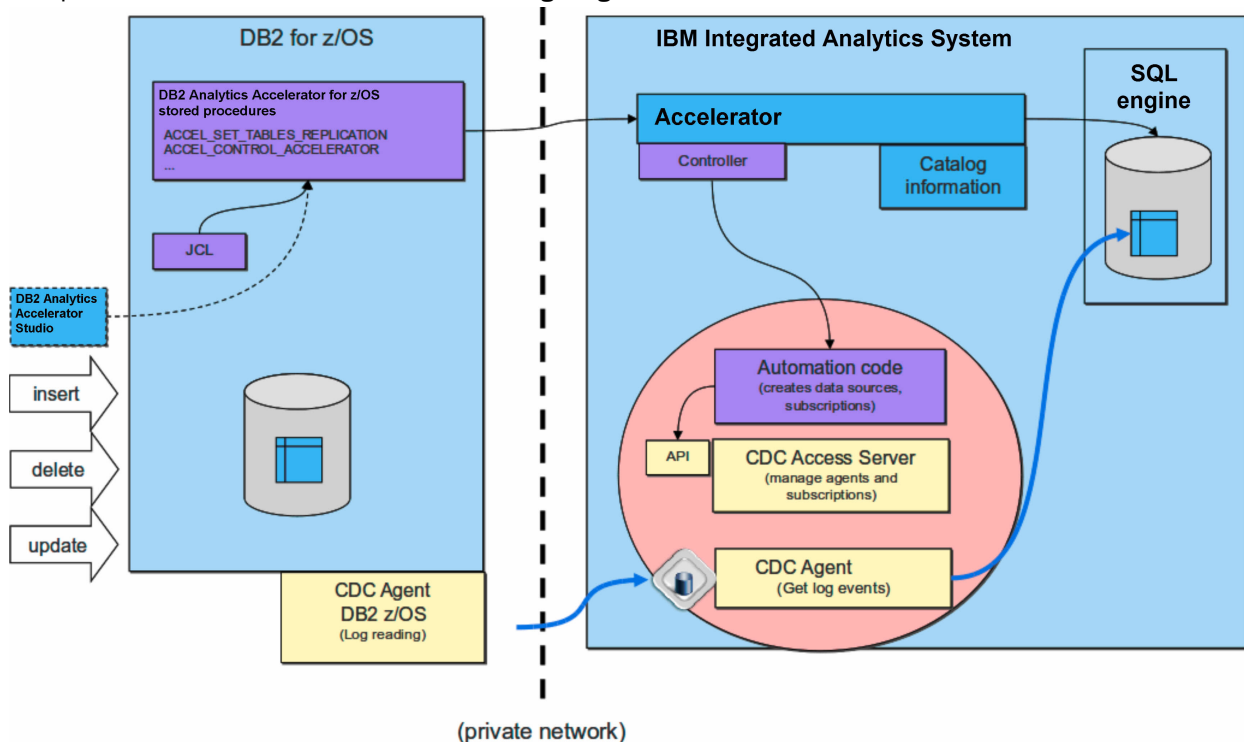 DB2 for z/OS
DB2 Analytics Accelerator for z/OS
stored procedures
ACCEL_SET_TABLES_REPLICATION
ACCEL_CONTROL_ACCELERATOR
...
JCL
DB2 Analytics
Accelerator
Studio
insert
delete
update
CDC Agent
DB2 z/OS
(Log reading)
(private network)
IBM Integrated Analytics System
Accelerator
Controller
Catalog
information
SQL
engine
Automation code
(creates data sources,
subscriptions)
API
CDC Access Server
(manage agents and
subscriptions)
CDC Agent
(Get log events)